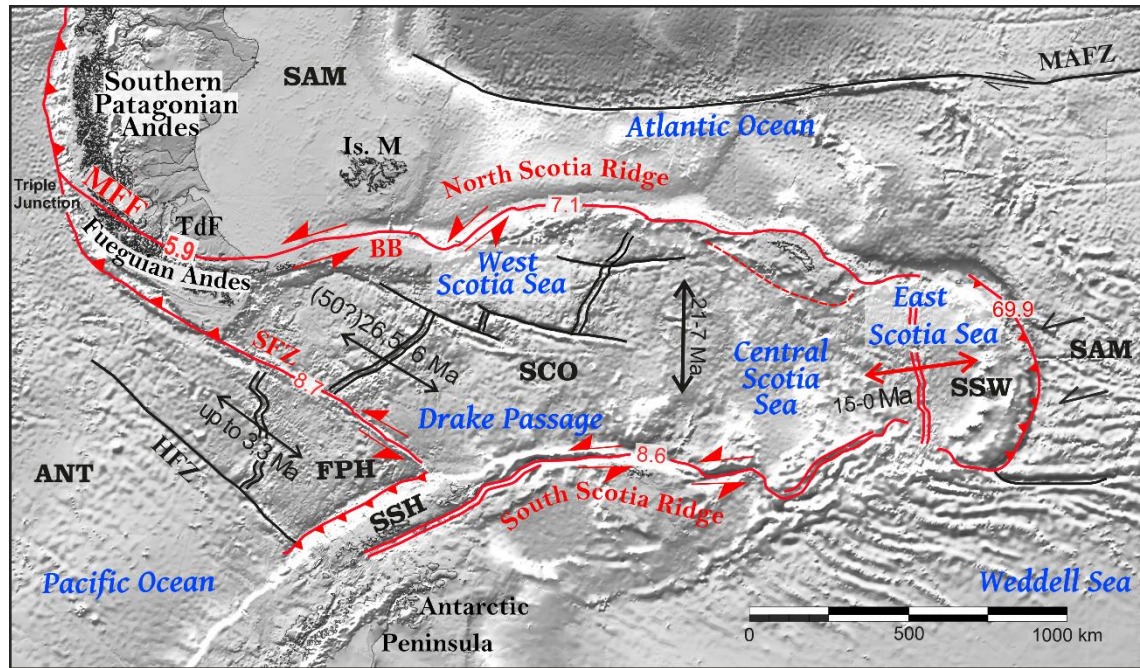 MAFZ
Southern
Patagonian
Andes
SAM
Atlantic Ocean
Is. M
North Scotia Ridge
7.1
Triple
Junction
MFF
TdF
5.9
BB
Fueguian Andes
West
Scotia Sea
East
Scotia Sea
69.9
SAM
(50?)26.5-6 Ma
21-7 Ma
SFZ
8.7
SCO
Central
Scotia
Sea
SSW
15-0 Ma
Drake Passage
up to 3.3 Ma
HFZ
ANT
FPH
8.6
SSH
South Scotia Ridge
Pacific Ocean
Weddell Sea
Antarctic
Peninsula
0
500
1000 km